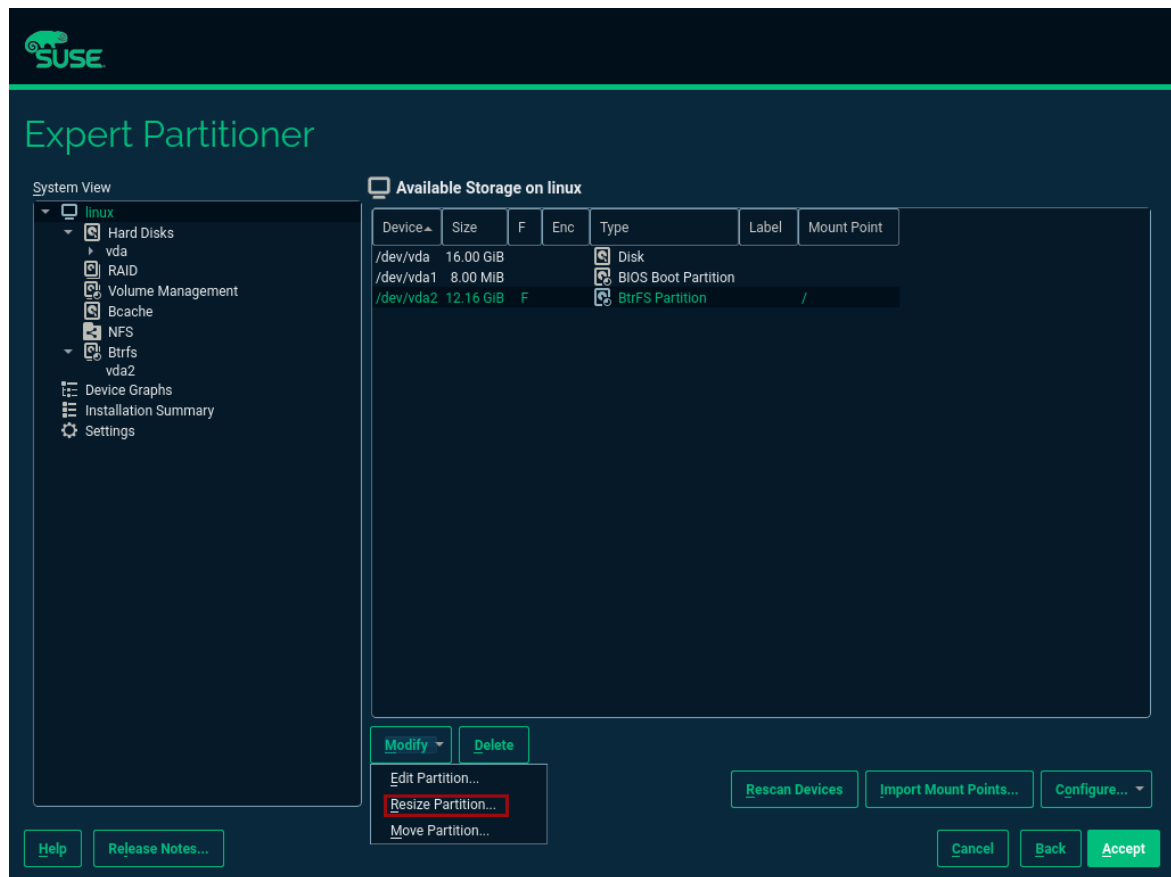 SUSE
Expert Partitioner
System View
linux
Hard Disks
vda
RAID
Volume Management
Bcache
NFS
Btrfs
vda2
Device Graphs
Installation Summary
Settings
Available Storage on linux
Device Size F Enc Type Label Mount Point
/dev/vda 16.00 GiB Disk
/dev/vda1 8.00 MiB BIOS Boot Partition
/dev/vda2 12.16 GiB F BtrFS Partition /
Modify Delete
Edit Partition...
Resize Partition...
Move Partition...
Rescan Devices Import Mount Points... Configure...
Help Release Notes... Cancel Back Accept